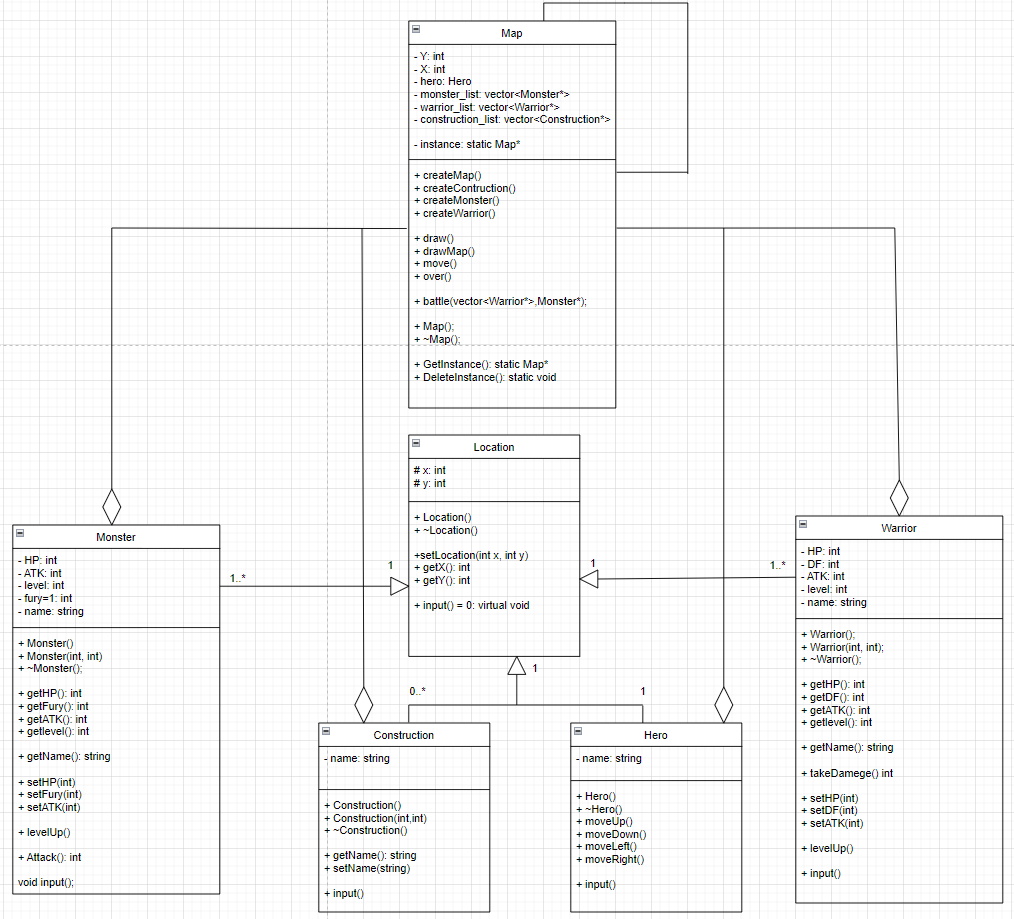 Map
- Y: int
- X: int
- hero: Hero
- monster_list: vector<Monster*>
- warrior_list: vector<Warrior*>
- construction_list: vector<Construction*>
- instance: static Map*
+ createMap()
+ createContruction()
+ createMonster()
+ createWarrior()
+ draw()
+ drawMap()
+ move()
+ over()
+ battle(vector<Warrior*>,Monster*);
+ Map();
+ ~Map();
+ GetInstance(): static Map*
+ DeleteInstance(): static void
Location
# x: int
# y: int
+ Location()
+ ~Location()
+setLocation(int x, int y)
+ getX(): int
+ getY(): int
+ input() = 0: virtual void
Monster
- HP: int
- ATK: int
- level: int
- fury=1: int
- name: string
+ Monster()
+ Monster(int, int)
+ ~Monster();
+ getHP(): int
+ getFury(): int
+ getATK(): int
+ getlevel(): int
+ getName(): string
+ setHP(int)
+ setFury(int)
+ setATK(int)
+ levelUp()
+ Attack(): int
void input();
1..*
1
1
1..*
Warrior
- HP: int
- DF: int
- ATK: int
- level: int
- name: string
+ Warrior();
+ Warrior(int, int);
+ ~Warrior();
+ getHP(): int
+ getDF(): int
+ getATK(): int
+ getlevel(): int
+ getName(): string
+ takeDamege() int
+ setHP(int)
+ setDF(int)
+ setATK(int)
+ levelUp()
+ input()
1
0..*
1
Construction
- name: string
+ Construction()
+ Construction(int,int)
+ ~Construction()
+ getName(): string
+ setName(string)
+ input()
Hero
- name: string
+ Hero()
+ ~Hero()
+ moveUp()
+ moveDown()
+ moveLeft()
+ moveRight()
+ input()